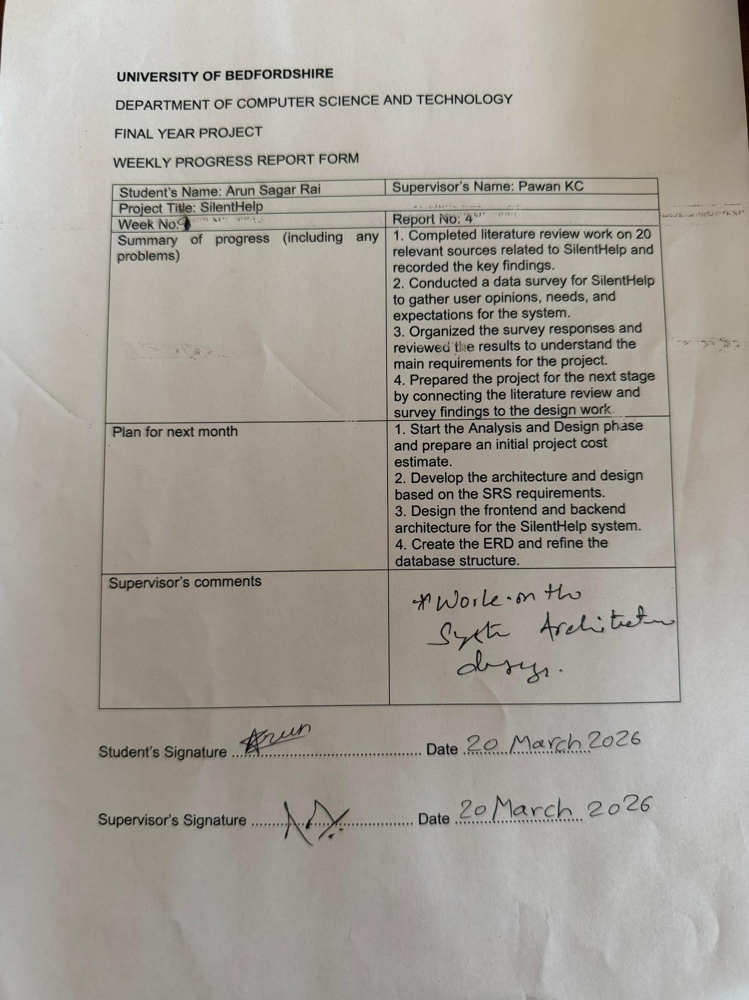 UNIVERSITY OF BEDFORDSHIRE
DEPARTMENT OF COMPUTER SCIENCE AND TECHNOLOGY
FINAL YEAR PROJECT
WEEKLY PROGRESS REPORT FORM
Student's Name: Arun Sagar Rai
Supervisor's Name: Pawan KC
Project Title: SilentHelp
Week No:
Report No: 4
Summary of progress (including any
problems)
1. Completed literature review work on 20
relevant sources related to SilentHelp and
recorded the key findings.
2. Conducted a data survey for SilentHelp
to gather user opinions, needs, and
expectations for the system.
3. Organized the survey responses and
reviewed the results to understand the
main requirements for the project.
4. Prepared the project for the next stage
by connecting the literature review and
survey findings to the design work.
Plan for next month
1. Start the Analysis and Design phase
and prepare an initial project cost
estimate.
2. Develop the architecture and design
based on the SRS requirements.
3. Design the frontend and backend
architecture for the SilentHelp system.
4. Create the ERD and refine the
database structure.
Supervisor's comments
* Work on the
System Architecture
design.
Student's Signature Arun Date 20 March 2026
Supervisor's Signature Date 20 March 2026